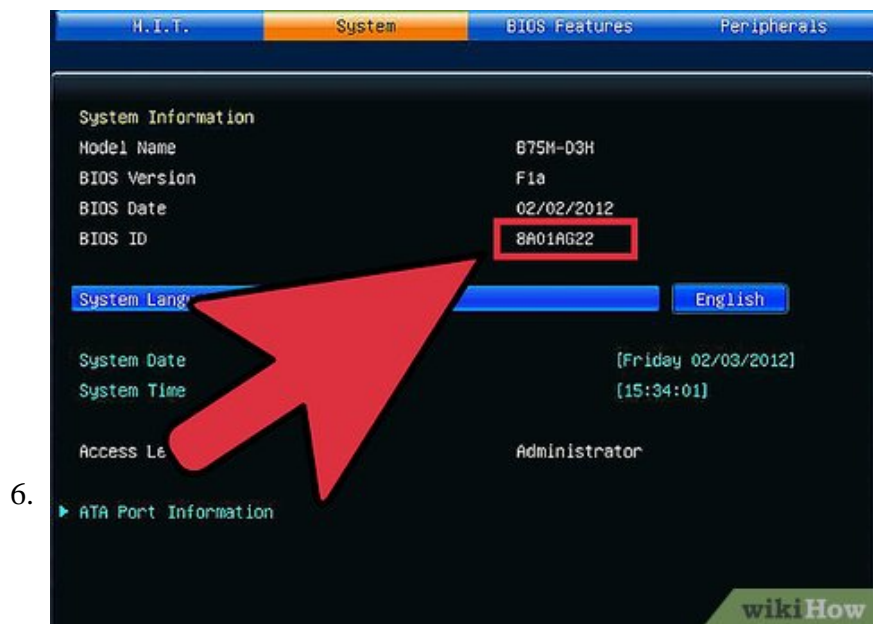 M.I.T. System BIOS Features Peripherals
System Information
Model Name B75M-D3H
BIOS Version F1a
BIOS Date 02/02/2012
BIOS ID 8A01AG22
System English
System Date [Friday 02/03/2012]
System Time [15:34:01]
Access Administrator
6.
ATA Port Information
wikiHow